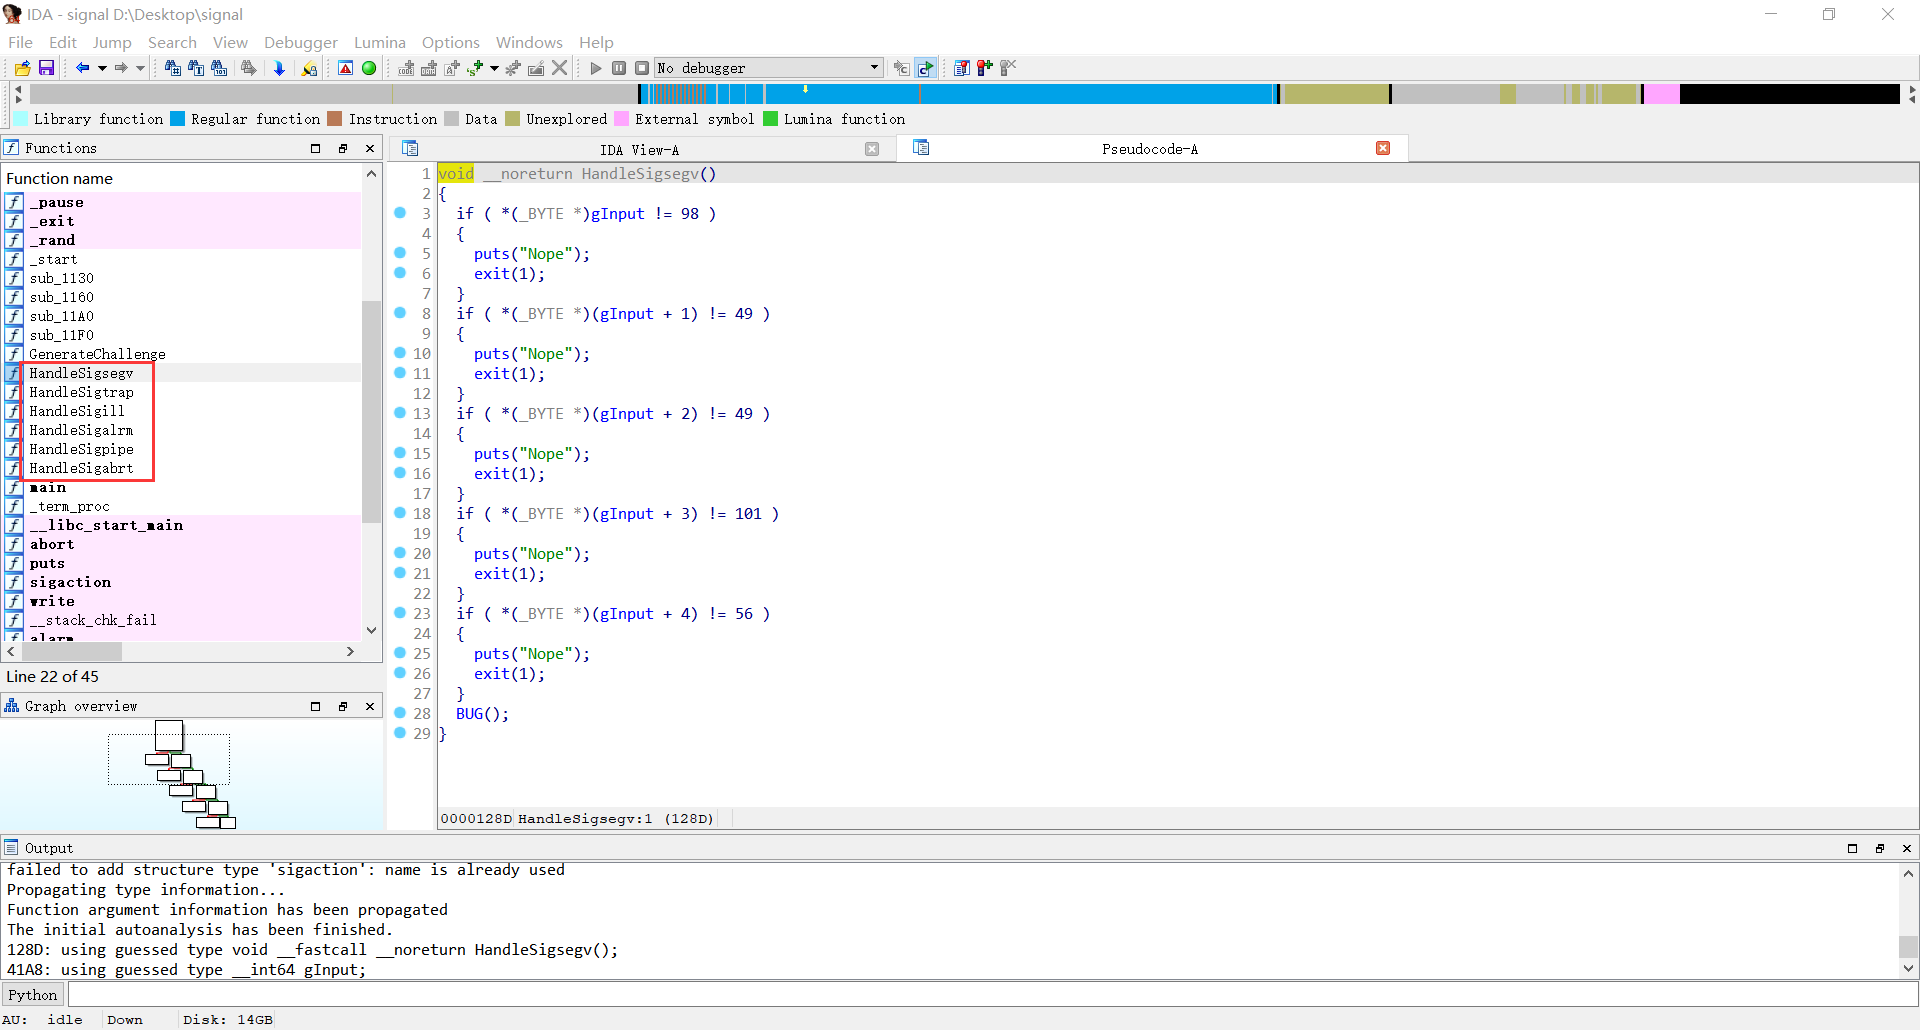 IDA - signal D:\Desktop\signal
File Edit Jump Search View Debugger Lumina Options Windows Help
No debugger
Library function Regular function Instruction Data Unexplored External symbol Lumina function
Functions
Function name
_pause
_exit
_rand
_start
sub_1130
sub_1160
sub_11A0
sub_11F0
GenerateChallenge
HandleSigsegv
HandleSigtrap
HandleSigill
HandleSigalrm
HandleSigpipe
HandleSigabrt
main
_term_proc
__libc_start_main
abort
puts
sigaction
write
__stack_chk_fail
alarm
Line 22 of 45
Graph overview
IDA View-A
Pseudocode-A
1 void __noreturn HandleSigsegv()
2 {
3 if ( *(_BYTE *)gInput != 98 )
4 {
5 puts("Nope");
6 exit(1);
7 }
8 if ( *(_BYTE *)(gInput + 1) != 49 )
9 {
10 puts("Nope");
11 exit(1);
12 }
13 if ( *(_BYTE *)(gInput + 2) != 49 )
14 {
15 puts("Nope");
16 exit(1);
17 }
18 if ( *(_BYTE *)(gInput + 3) != 101 )
19 {
20 puts("Nope");
21 exit(1);
22 }
23 if ( *(_BYTE *)(gInput + 4) != 56 )
24 {
25 puts("Nope");
26 exit(1);
27 }
28 BUG();
29 }
0000128D HandleSigsegv:1 (128D)
Output
failed to add structure type 'sigaction': name is already used
Propagating type information...
Function argument information has been propagated
The initial autoanalysis has been finished.
128D: using guessed type void __fastcall __noreturn HandleSigsegv();
41A8: using guessed type __int64 gInput;
Python
AU: idle Down Disk: 14GB